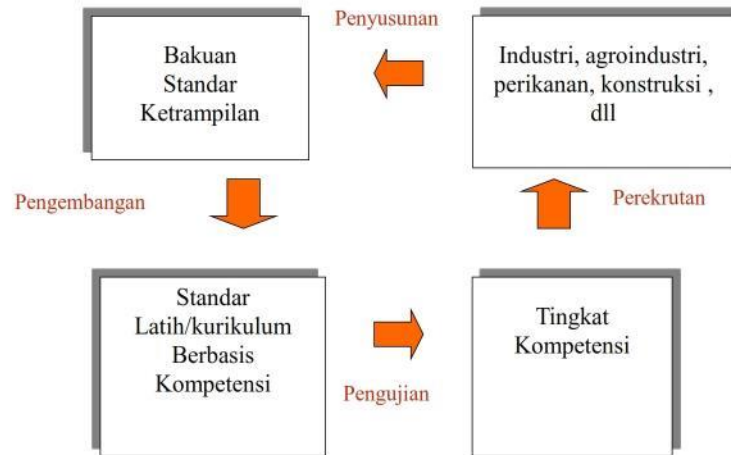 Penyusunan
Bakuan
Standar
Ketrampilan
Industri, agroindustri,
perikanan, konstruksi ,
dll
Pengembangan
Perekrutan
Standar
Latih/kurikulum
Berbasis
Kompetensi
Pengujian
Tingkat
Kompetensi